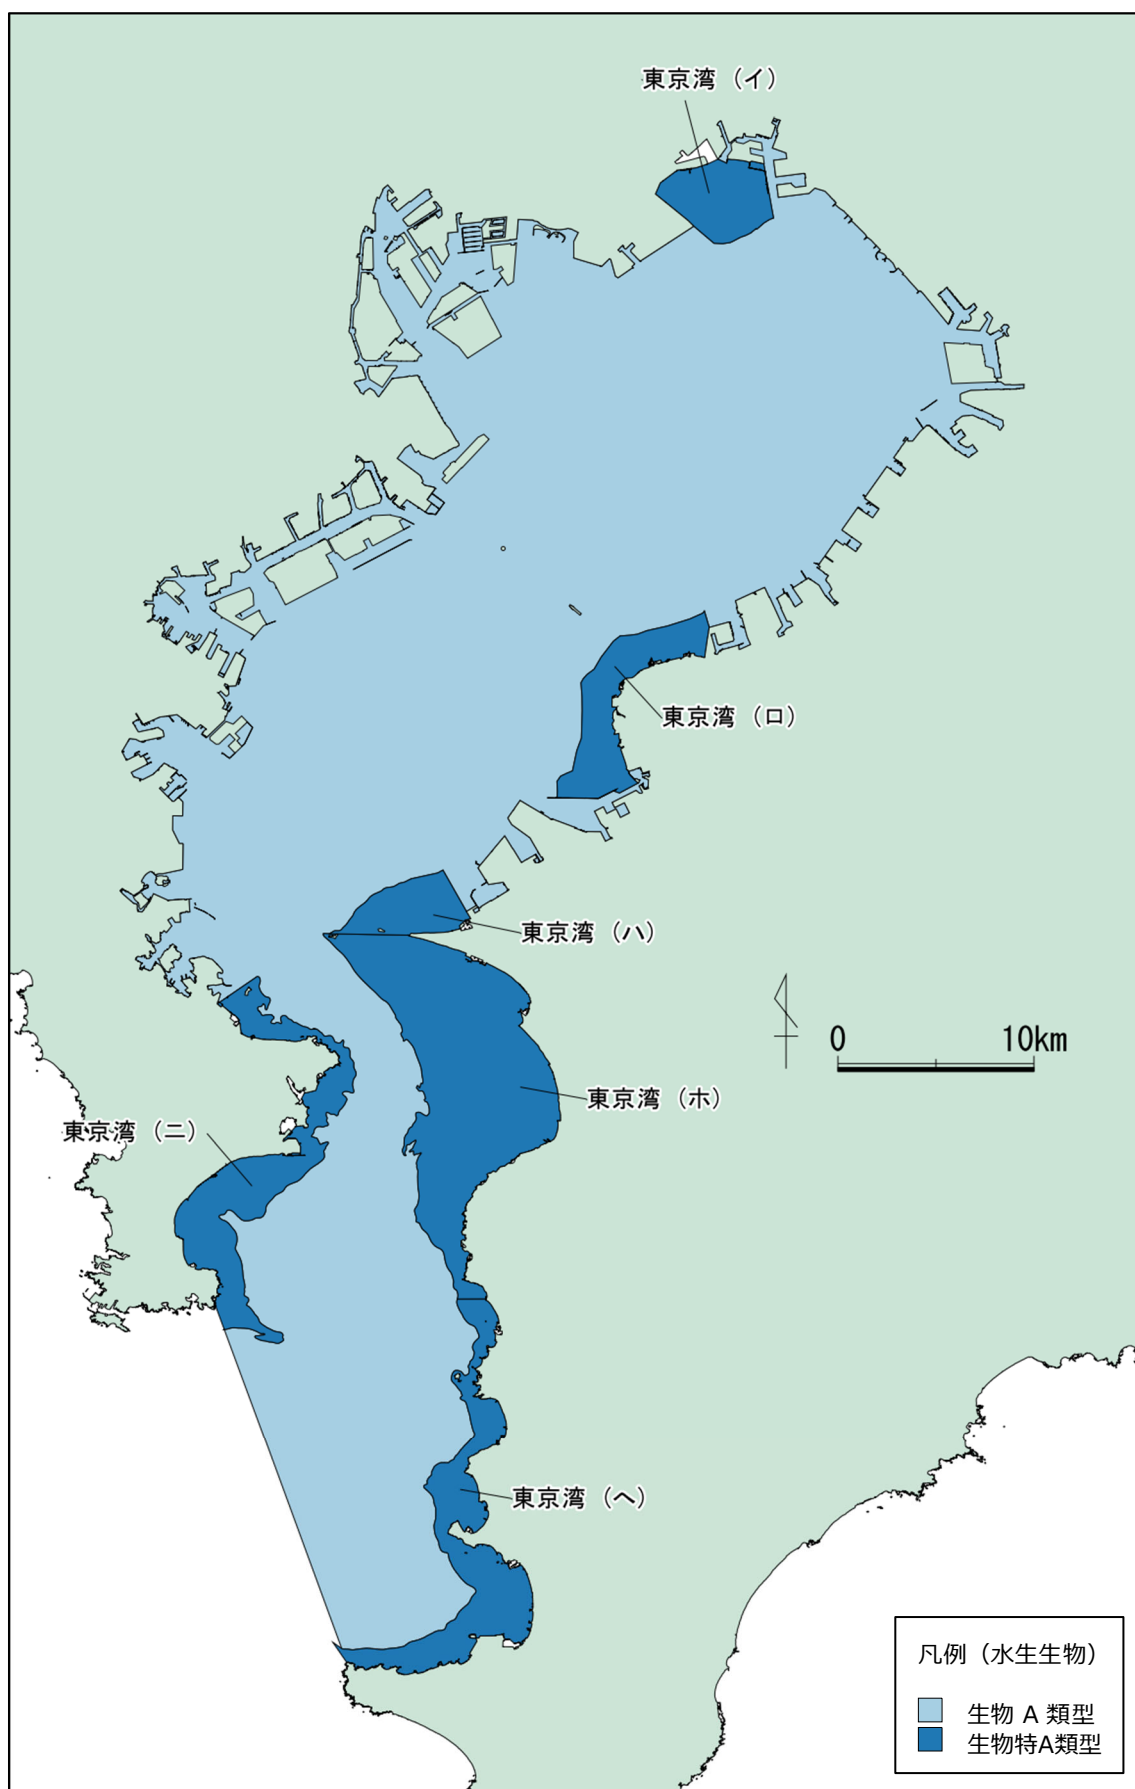 東京湾（イ）
東京湾（ロ）
東京湾（ハ）
0 10km
東京湾（ホ）
東京湾（ニ）
東京湾（ヘ）
凡例（水生生物）
生物 A 類型
生物特A類型